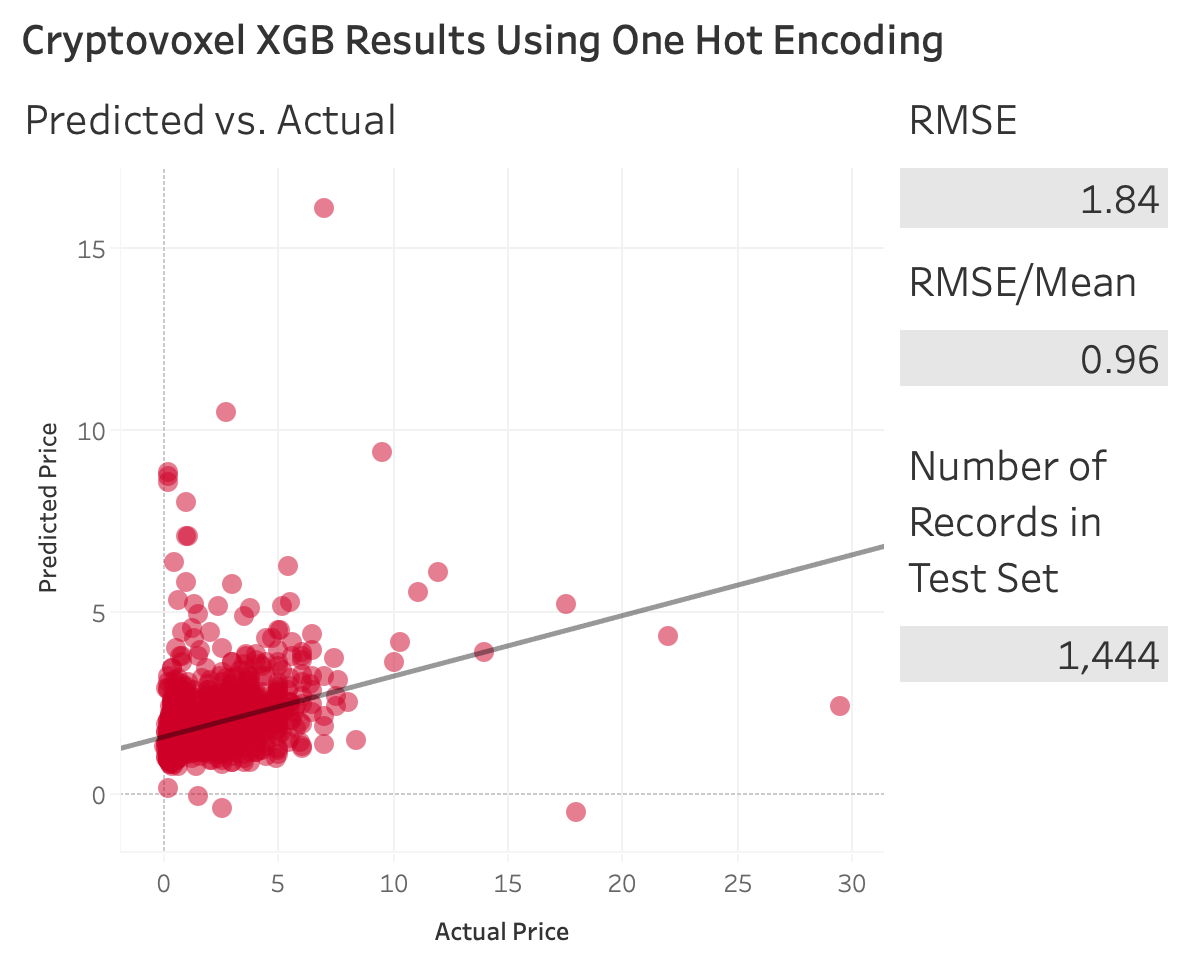 Cryptovoxel XGB Results Using One Hot Encoding
Predicted vs. Actual
RMSE
1.84
RMSE/Mean
0.96
Number of
Records in
Test Set
1,444
Predicted Price
15
10
5
0
0 5 10 15 20 25 30
Actual Price